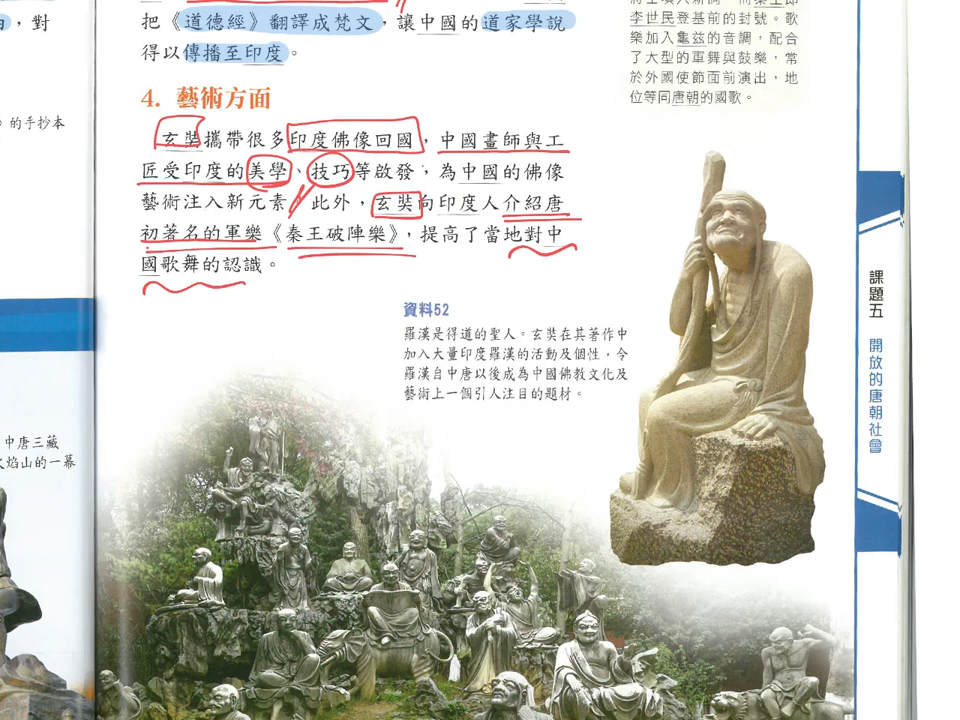 把《道德經》翻譯成梵文，讓中國的道家學說
得以傳播至印度。
4. 藝術方面
玄奘攜帶很多印度佛像回國，中國畫師與工
匠受印度的美學、技巧等啟發，為中國的佛像
藝術注入新元素。此外，玄奘向印度人介紹唐
初著名的軍樂《秦王破陣樂》，提高了當地對中
國歌舞的認識。
李世民登基前的封號。歌
樂加入龜茲的音調，配合
了大型的軍舞與鼓樂，常
於外國使節面前演出，地
位等同唐朝的國歌。
資料52
羅漢是得道的聖人。玄奘在其著作中
加入大量印度羅漢的活動及個性，令
羅漢自中唐以後成為中國佛教文化及
藝術上一個引人注目的題材。
，對
》的手抄本
中唐三藏
焰山的一幕
課題五 開放的唐朝社會